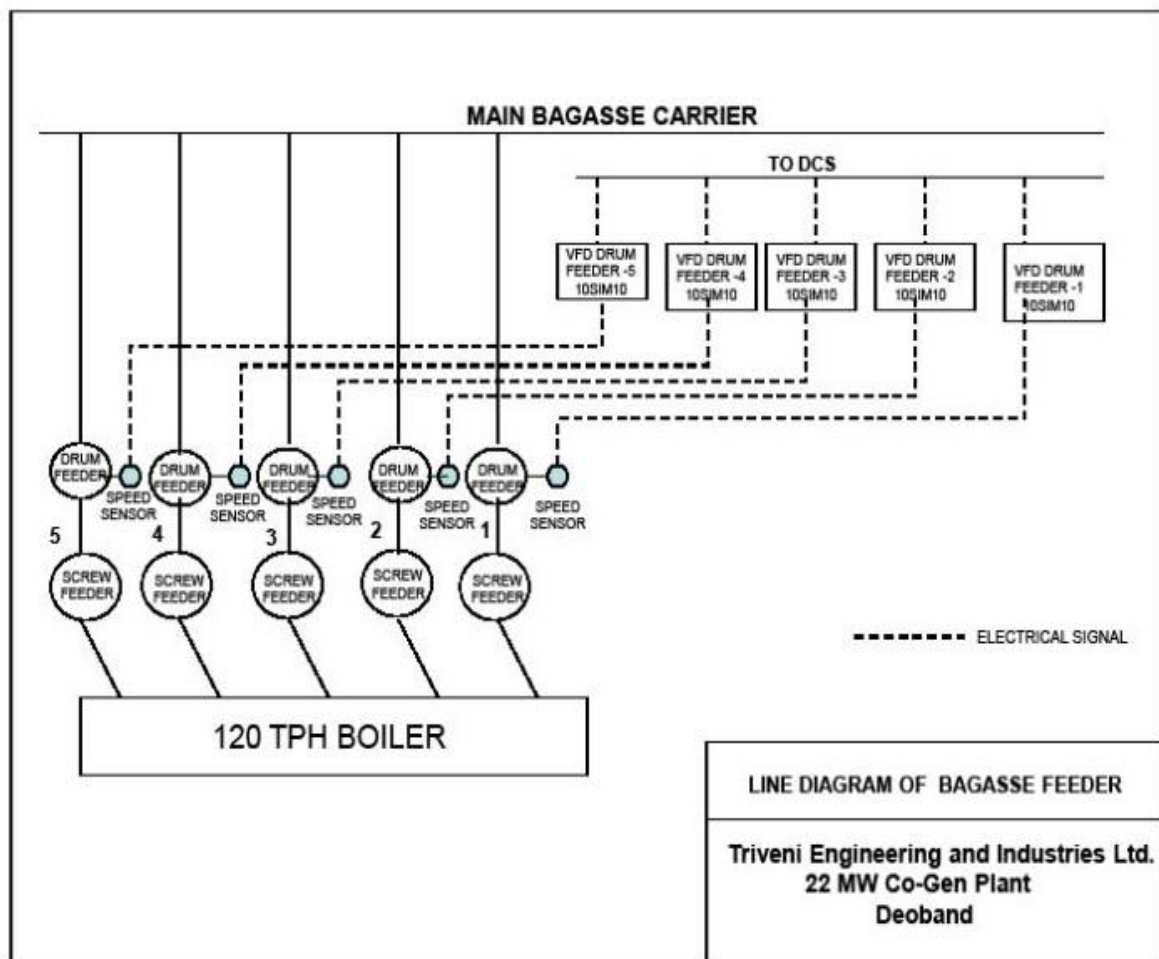 MAIN BAGASSE CARRIER
TO DCS
VFD DRUM
FEEDER -5
10SIM10
VFD DRUM
FEEDER -4
10SIM10
VFD DRUM
FEEDER -3
10SIM10
VFD DRUM
FEEDER -2
10SIM10
VFD DRUM
FEEDER -1
10SIM10
DRUM
FEEDER
SPEED
SENSOR
DRUM
FEEDER
SPEED
SENSOR
DRUM
FEEDER
SPEED
SENSOR
DRUM
FEEDER
SPEED
SENSOR
DRUM
FEEDER
SPEED
SENSOR
5
4
3
2
1
SCREW
FEEDER
SCREW
FEEDER
SCREW
FEEDER
SCREW
FEEDER
SCREW
FEEDER
ELECTRICAL SIGNAL
120 TPH BOILER
LINE DIAGRAM OF BAGASSE FEEDER
Triveni Engineering and Industries Ltd.
22 MW Co-Gen Plant
Deoband